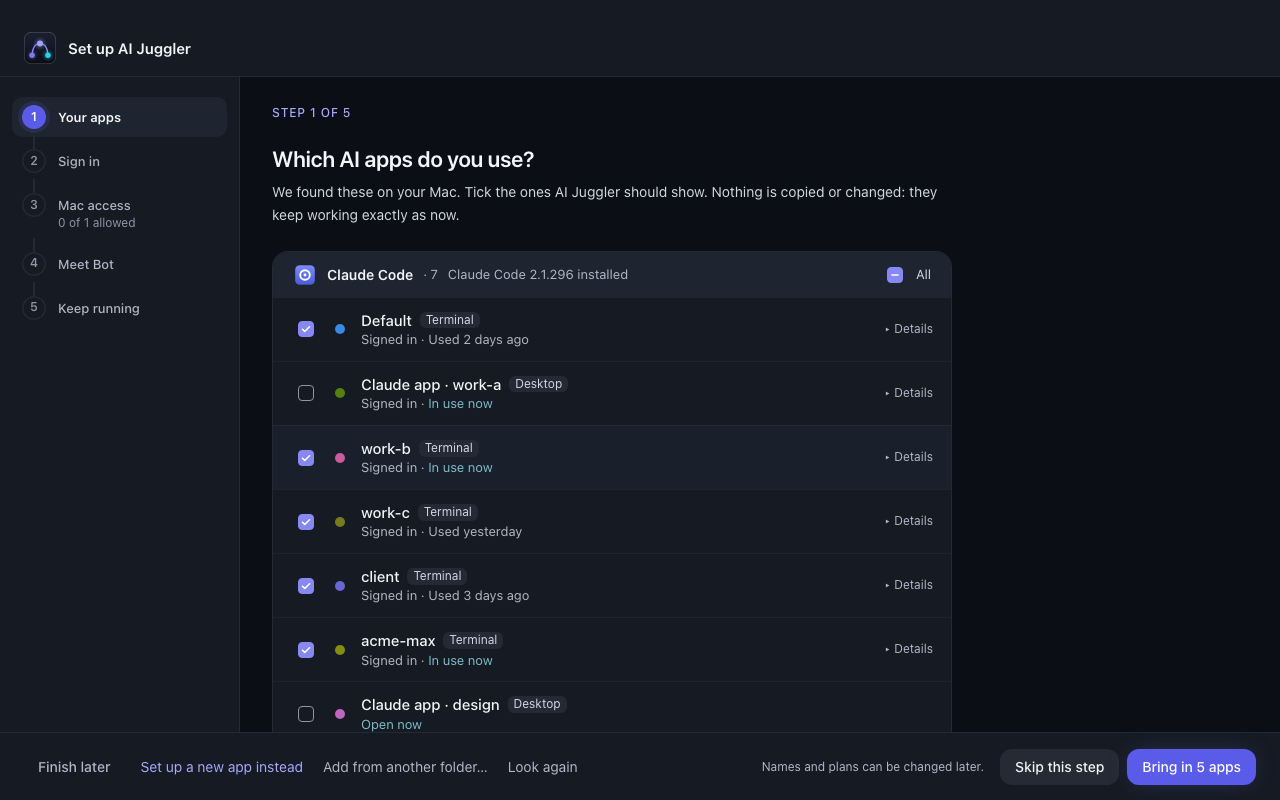 Set up AI Juggler
1 Your apps
2 Sign in
3 Mac access
0 of 1 allowed
4 Meet Bot
5 Keep running
STEP 1 OF 5
Which AI apps do you use?
We found these on your Mac. Tick the ones AI Juggler should show. Nothing is copied or changed: they
keep working exactly as now.
Claude Code · 7 Claude Code 2.1.296 installed All
Default Terminal
Signed in · Used 2 days ago
Details
Claude app · work-a Desktop
Signed in · In use now
Details
work-b Terminal
Signed in · In use now
Details
work-c Terminal
Signed in · Used yesterday
Details
client Terminal
Signed in · Used 3 days ago
Details
acme-max Terminal
Signed in · In use now
Details
Claude app · design Desktop
Open now
Finish later Set up a new app instead Add from another folder... Look again Names and plans can be changed later. Skip this step Bring in 5 apps